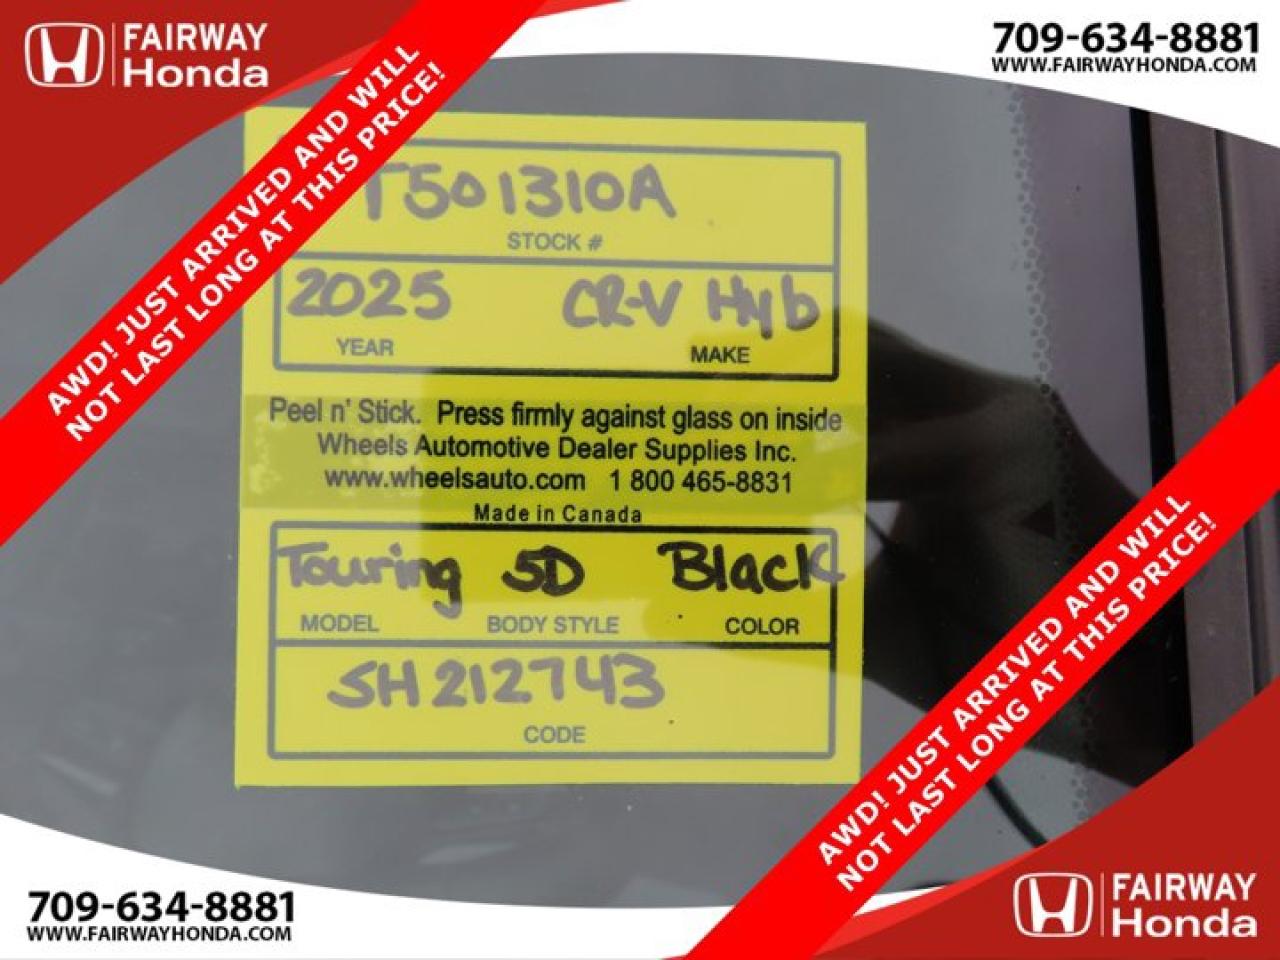 FAIRWAY
Honda
709-634-8881
WWW.FAIRWAYHONDA.COM
AWD! JUST ARRIVED AND WILL
NOT LAST LONG AT THIS PRICE!
T501310A
STOCK #
2025 CR-V Hyb
YEAR MAKE
Peel n' Stick. Press firmly against glass on inside
Wheels Automotive Dealer Supplies Inc.
www.wheelsauto.com 1 800 465-8831
Made in Canada
Touring 5D Black
MODEL BODY STYLE COLOR
SH212743
CODE
AWD! JUST ARRIVED AND WILL
NOT LAST LONG AT THIS PRICE!
709-634-8881
WWW.FAIRWAYHONDA.COM
FAIRWAY
Honda